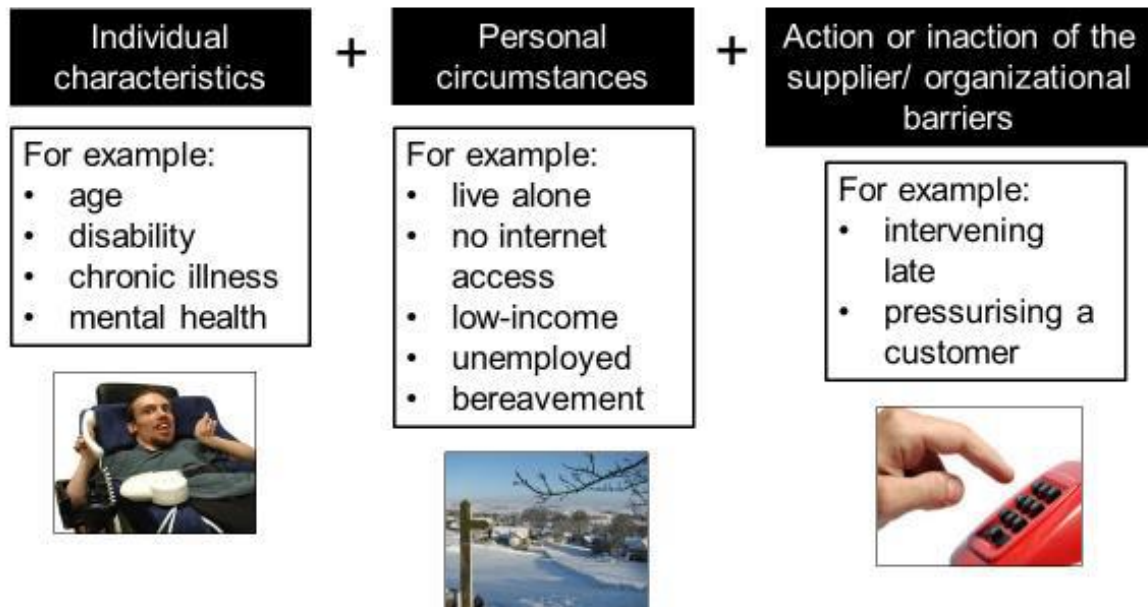 Individual
characteristics
+
Personal
circumstances
+
Action or inaction of the
supplier/ organizational
barriers
For example:
• age
• disability
• chronic illness
• mental health
For example:
• live alone
• no internet
access
• low-income
• unemployed
• bereavement
For example:
• intervening
late
• pressurising a
customer